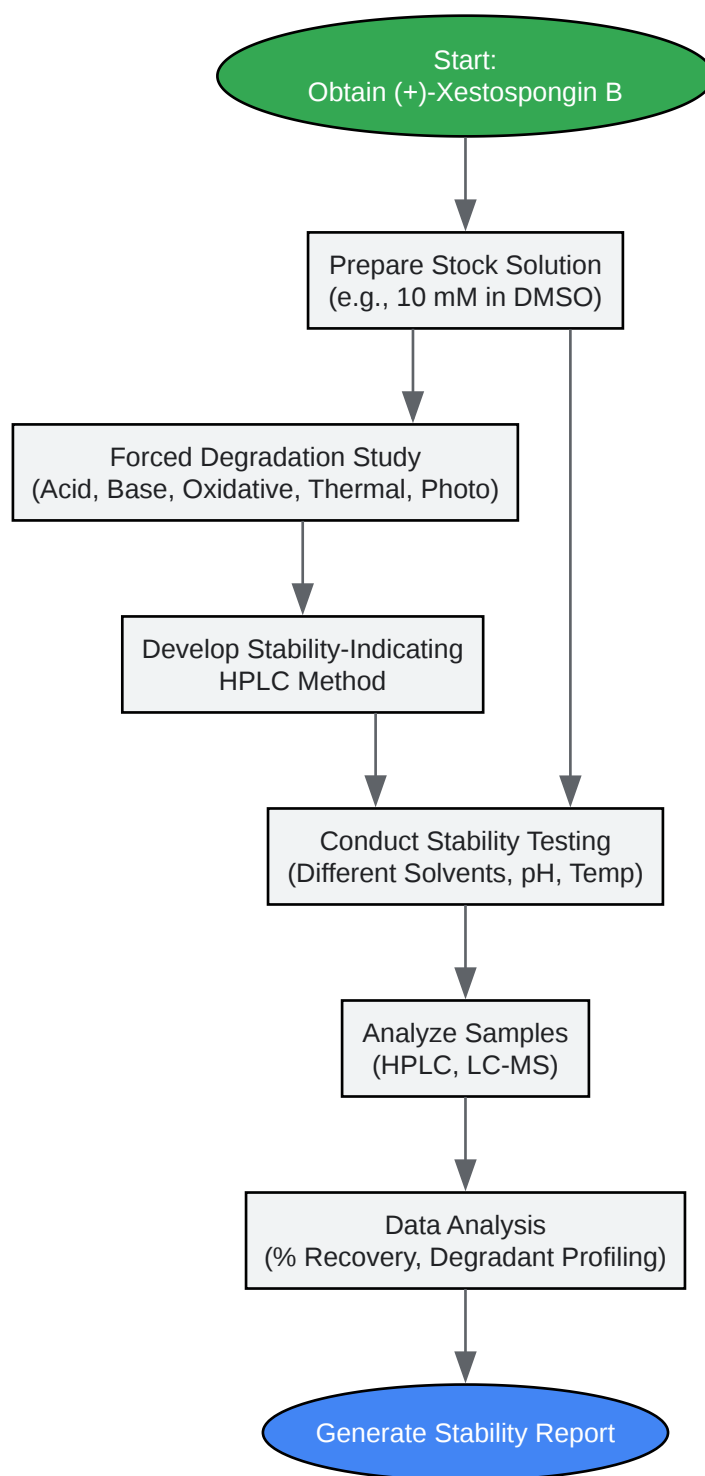 Start:
Obtain (+)-Xestospongin B
Prepare Stock Solution
(e.g., 10 mM in DMSO)
Forced Degradation Study
(Acid, Base, Oxidative, Thermal, Photo)
Develop Stability-Indicating
HPLC Method
Conduct Stability Testing
(Different Solvents, pH, Temp)
Analyze Samples
(HPLC, LC-MS)
Data Analysis
(% Recovery, Degradant Profiling)
Generate Stability Report